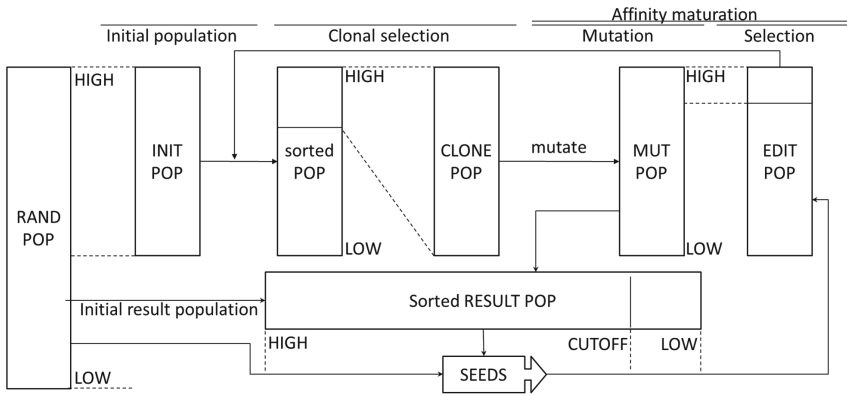 Affinity maturation
Initial population
Clonal selection
Mutation
Selection
HIGH
HIGH
HIGH
INIT
POP
sorted
POP
CLONE
POP
mutate
MUT
POP
EDIT
POP
RAND
POP
LOW
LOW
Initial result population
Sorted RESULT POP
HIGH
CUTOFF
LOW
LOW
SEEDS